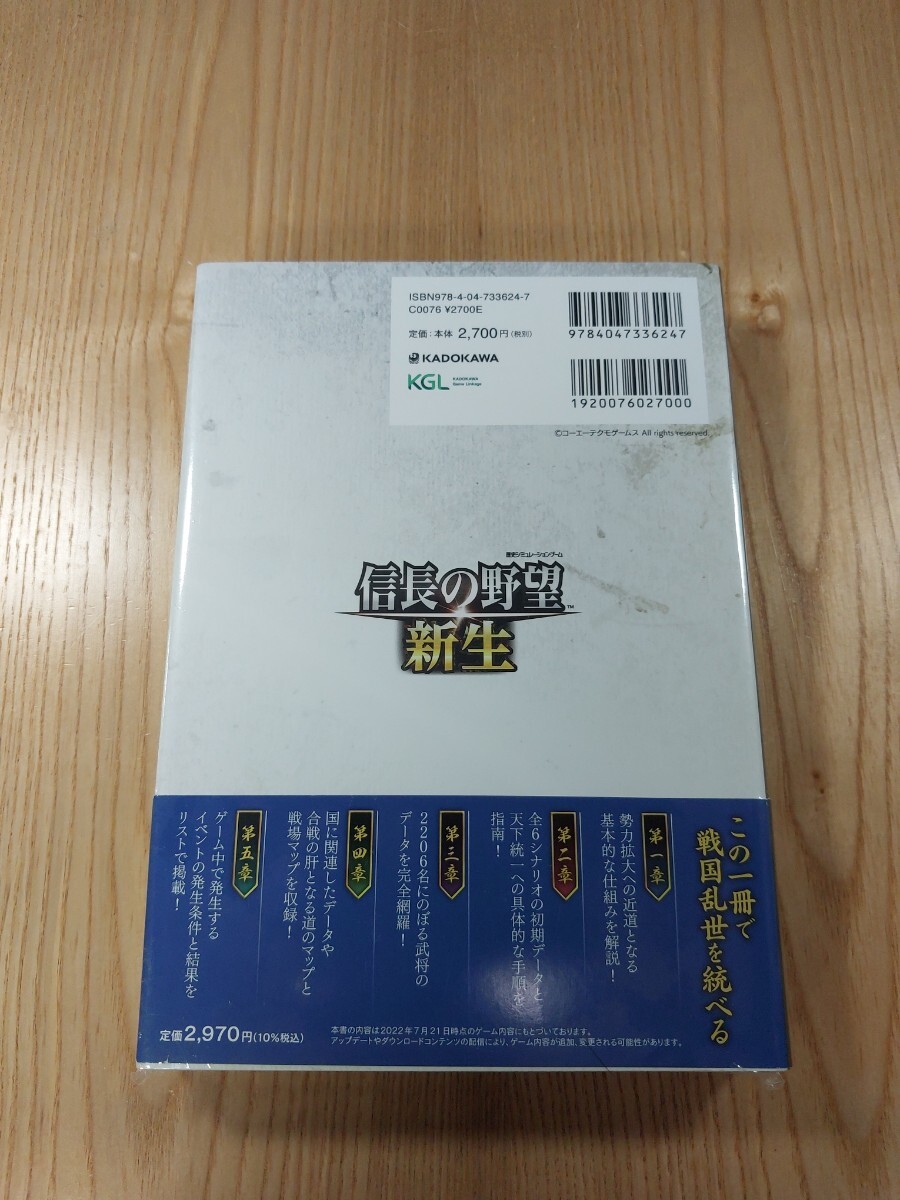 ISBN978-4-04-733624-7
C0076 ¥2700E
定価:本体 2,700円(税別)
KADOKAWA
KGL KADOKAWA
Game Linkage
9784047336247
1920076027000
©コーエーテクモゲームス All rights reserved.
歴史シミュレーションゲーム
信長の野望™
新生
この一冊で
戦国乱世を統べる
第一章
勢力拡大への近道となる
基本的な仕組みを解説!
第二章
全6シナリオの初期データと
天下統一への具体的な手順を
指南!
第三章
2206名にのぼる武将の
データを完全網羅!
第四章
国に関連したデータや
合戦の肝となる道のマップと
戦場マップを収録!
第五章
ゲーム中で発生する
イベントの発生条件と結果を
リストで掲載!
定価2,970円(10%税込)
本書の内容は2022年7月21日時点のゲーム内容にもとづいております。
アップデートやダウンロードコンテンツの配信により、ゲーム内容が追加、変更される可能性があります。